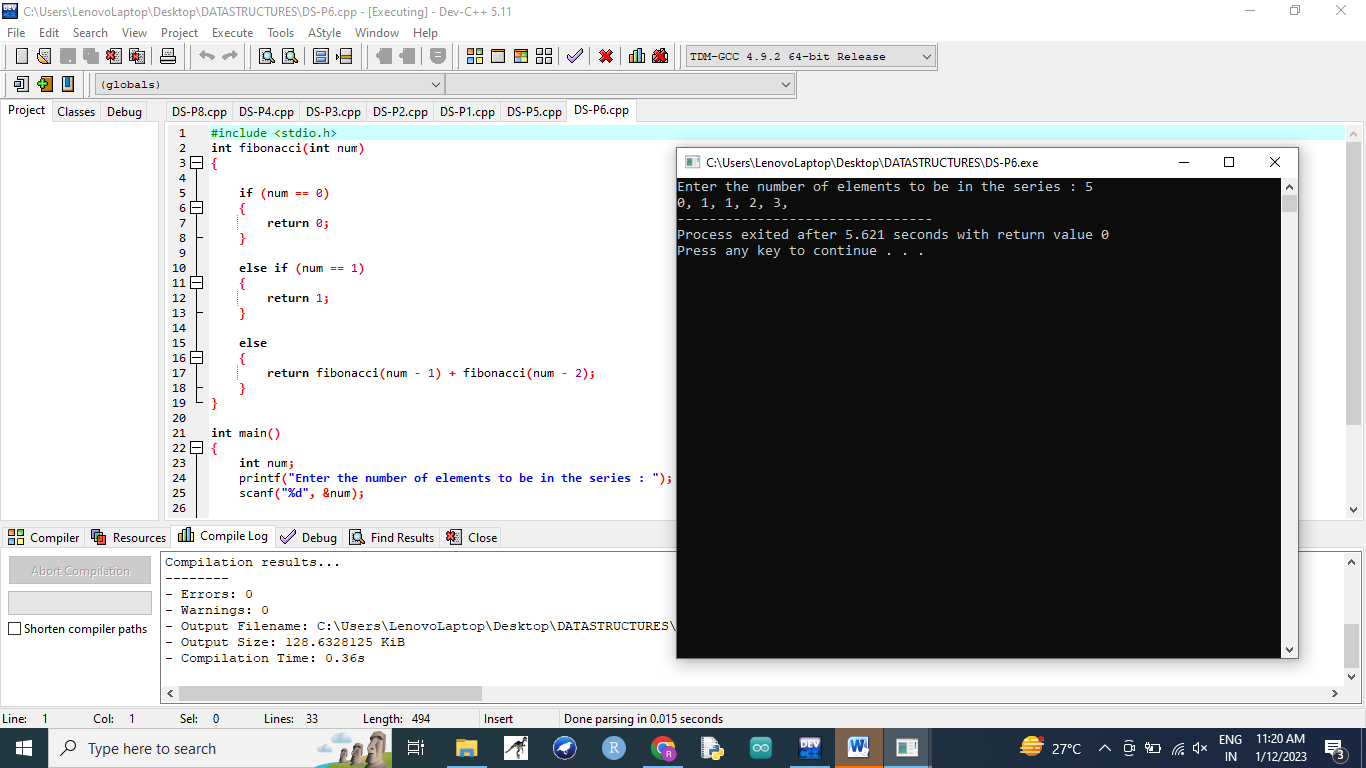 C:\Users\LenovoLaptop\Desktop\DATASTRUCTURES\DS-P6.cpp - [Executing] - Dev-C++ 5.11
File Edit Search View Project Execute Tools AStyle Window Help
TDM-GCC 4.9.2 64-bit Release
(globals)
Project Classes Debug
DS-P8.cpp DS-P4.cpp DS-P3.cpp DS-P2.cpp DS-P1.cpp DS-P5.cpp DS-P6.cpp
1 #include <stdio.h>
2 int fibonacci(int num)
3 {
4
5 if (num == 0)
6 {
7 return 0;
8 }
9
10 else if (num == 1)
11 {
12 return 1;
13 }
14
15 else
16 {
17 return fibonacci(num - 1) + fibonacci(num - 2);
18 }
19 }
20
21 int main()
22 {
23 int num;
24 printf("Enter the number of elements to be in the series : ");
25 scanf("%d", &num);
26
C:\Users\LenovoLaptop\Desktop\DATASTRUCTURES\DS-P6.exe
Enter the number of elements to be in the series : 5
0, 1, 1, 2, 3,
--------------------------------
Process exited after 5.621 seconds with return value 0
Press any key to continue . . .
Compiler Resources Compile Log Debug Find Results Close
Abort Compilation
Shorten compiler paths
Compilation results...
--------
- Errors: 0
- Warnings: 0
- Output Filename: C:\Users\LenovoLaptop\Desktop\DATASTRUCTURES\
- Output Size: 128.6328125 KiB
- Compilation Time: 0.36s
Line: 1 Col: 1 Sel: 0 Lines: 33 Length: 494 Insert Done parsing in 0.015 seconds
Type here to search
R
DEV
W
27°C
ENG
IN
11:20 AM
1/12/2023
3